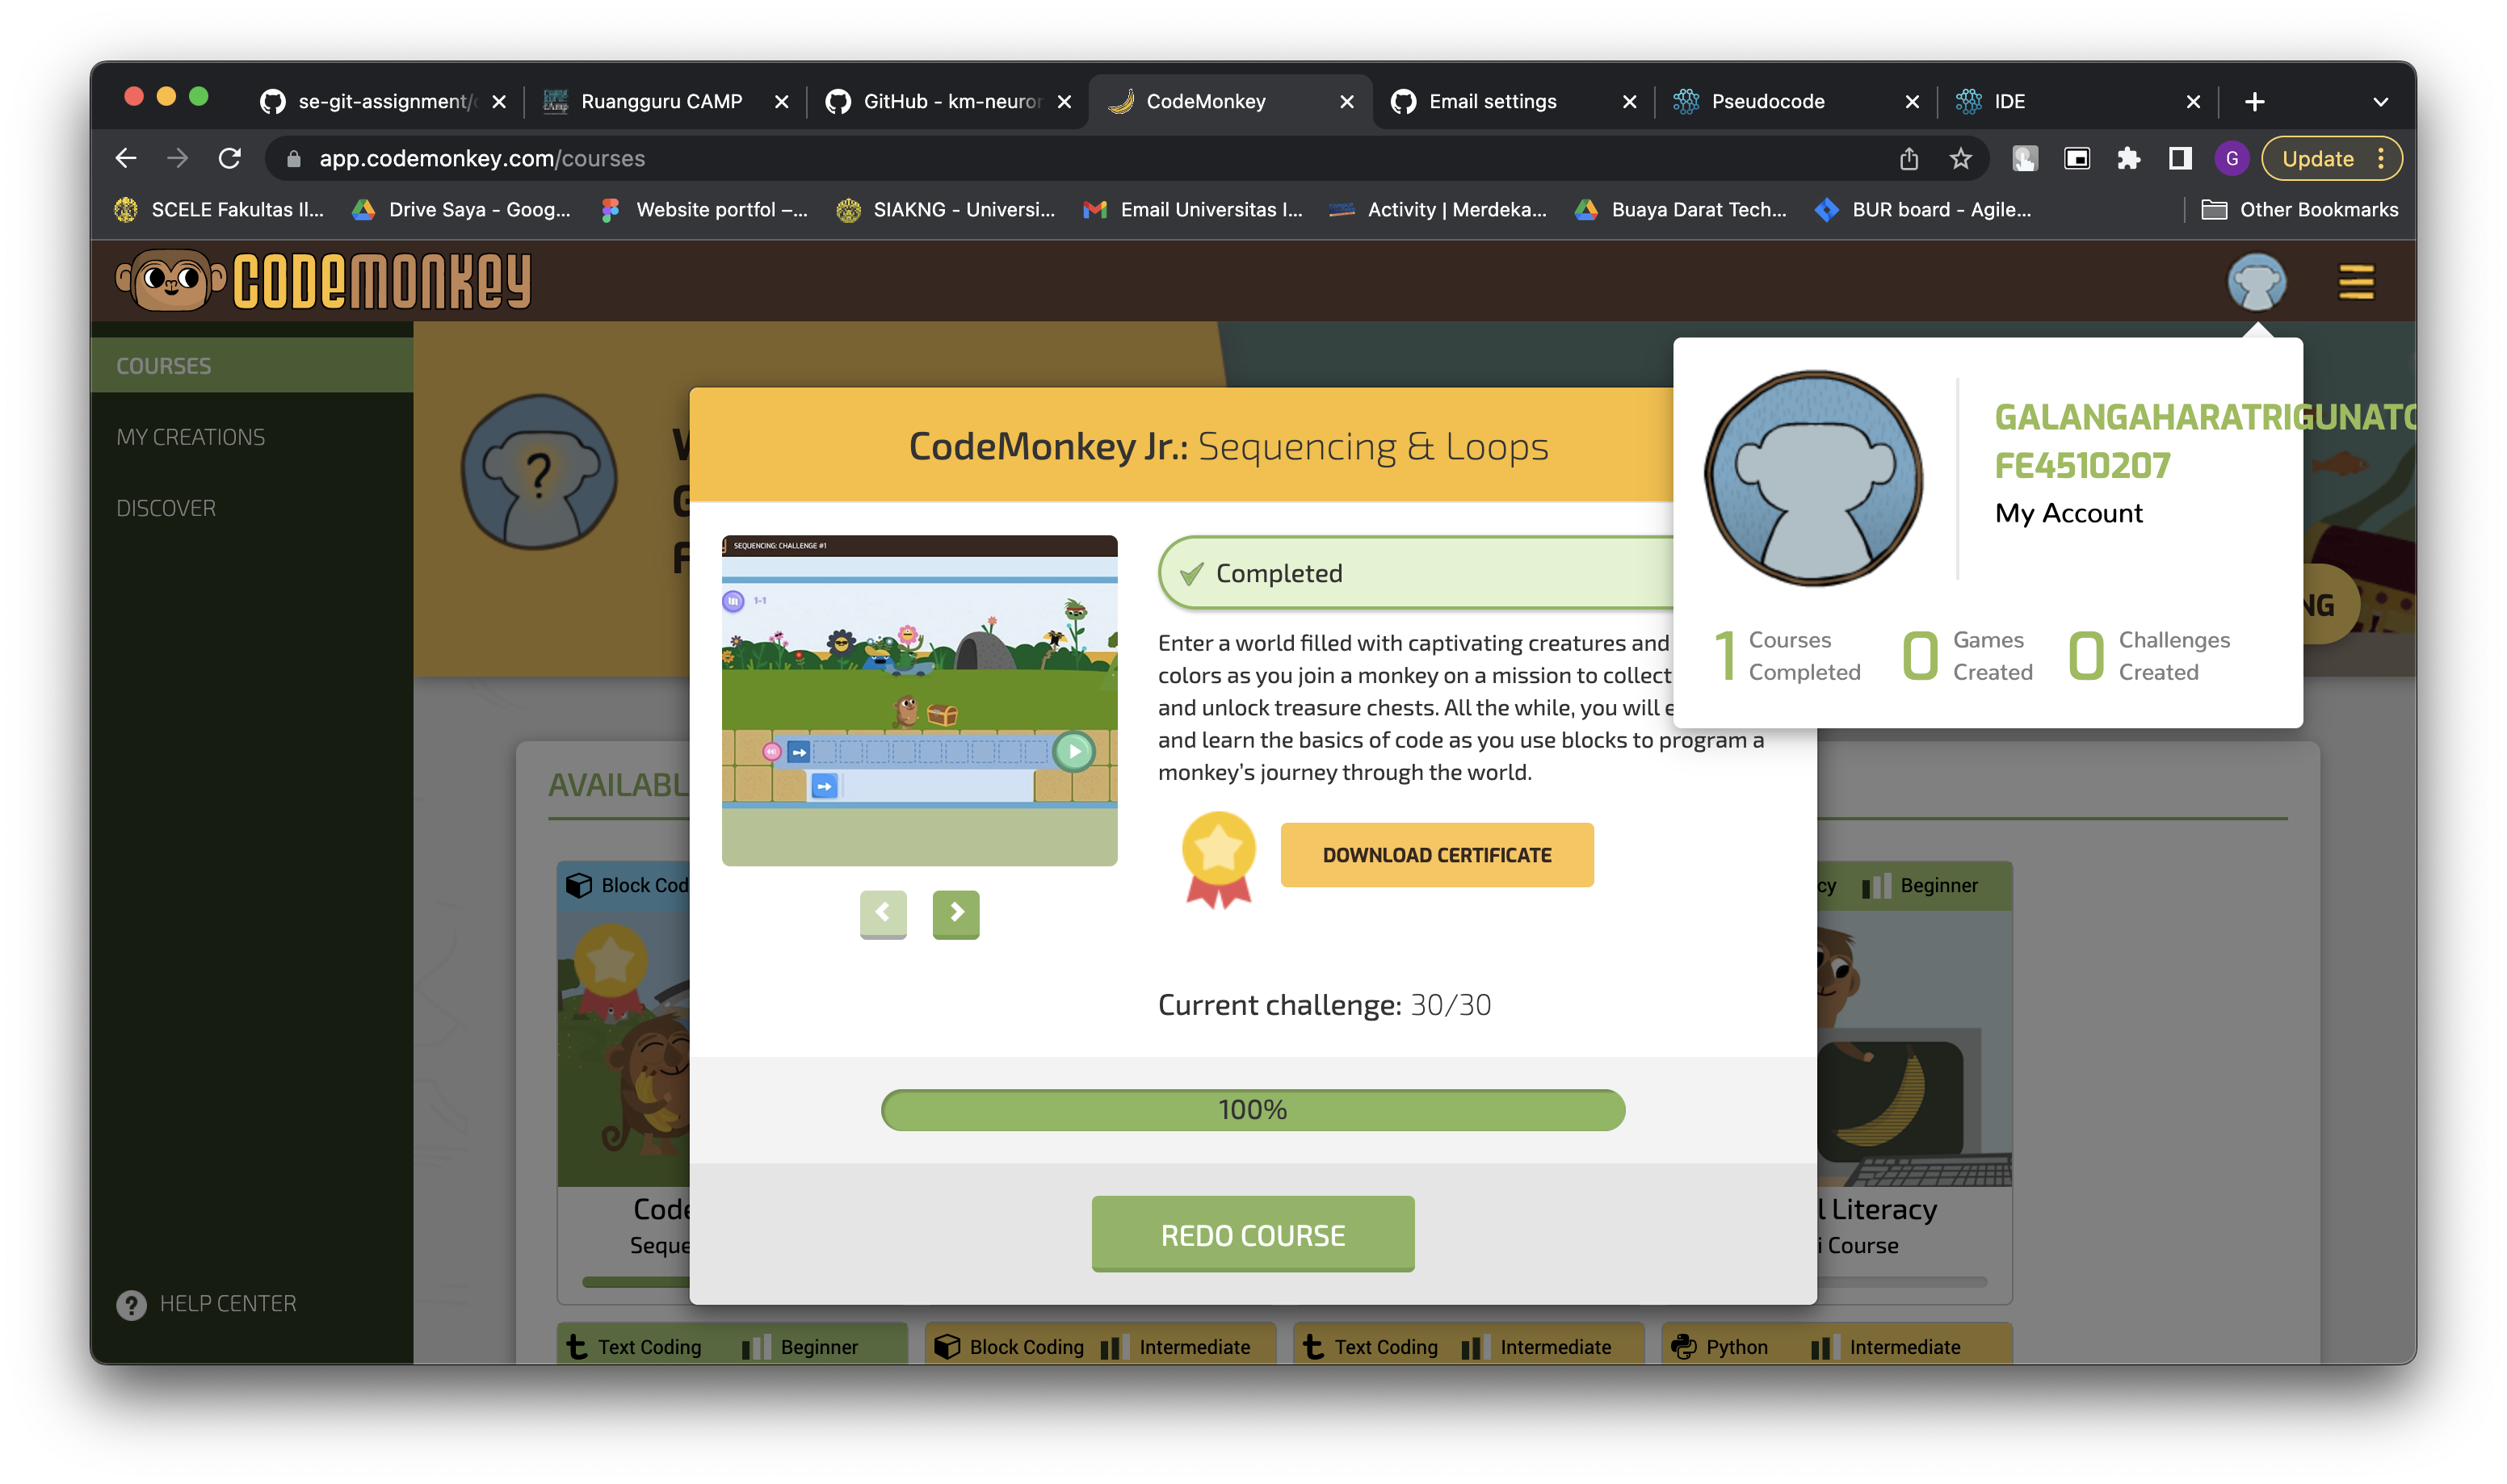 se-git-assignment/
Ruangguru CAMP
GitHub - km-neuror
CodeMonkey
Email settings
Pseudocode
IDE
app.codemonkey.com/courses
G
Update
SCELE Fakultas Il...
Drive Saya - Goog...
Website portfol –...
SIAKNG - Universi...
Email Universitas I...
Activity | Merdeka...
Buaya Darat Tech...
BUR board - Agile...
Other Bookmarks
CODEMONKEY
COURSES
MY CREATIONS
DISCOVER
HELP CENTER
CodeMonkey Jr.: Sequencing & Loops
SEQUENCING: CHALLENGE #1
1-1
Completed
Enter a world filled with captivating creatures and
colors as you join a monkey on a mission to collect
and unlock treasure chests. All the while, you will
and learn the basics of code as you use blocks to program a
monkey's journey through the world.
DOWNLOAD CERTIFICATE
Current challenge: 30/30
100%
REDO COURSE
GALANGAHARATRIGUNATO
FE4510207
My Account
1 Courses Completed
0 Games Created
0 Challenges Created
NG
AVAILABL
Block Cod
Code
Seque
cy
Beginner
l Literacy
i Course
Text Coding
Beginner
Block Coding
Intermediate
Text Coding
Intermediate
Python
Intermediate